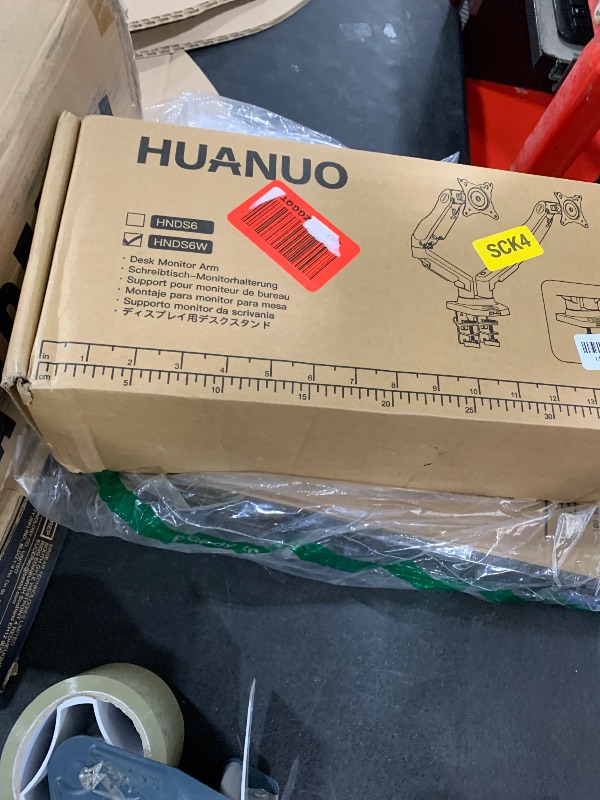 HUANUO
HNDS6
HNDS6W
· Desk Monitor Arm
· Schreibtisch-Monitorhalterung
· Support pour moniteur de bureau
· Montaje para monitor para mesa
· Supporto monitor da scrivania
· ディスプレイ用デスクスタンド
ZGGGT
SCK4
in 1 2 3 4 5 6 7 8 9 10 11 12 13
cm 5 10 15 20 25 30